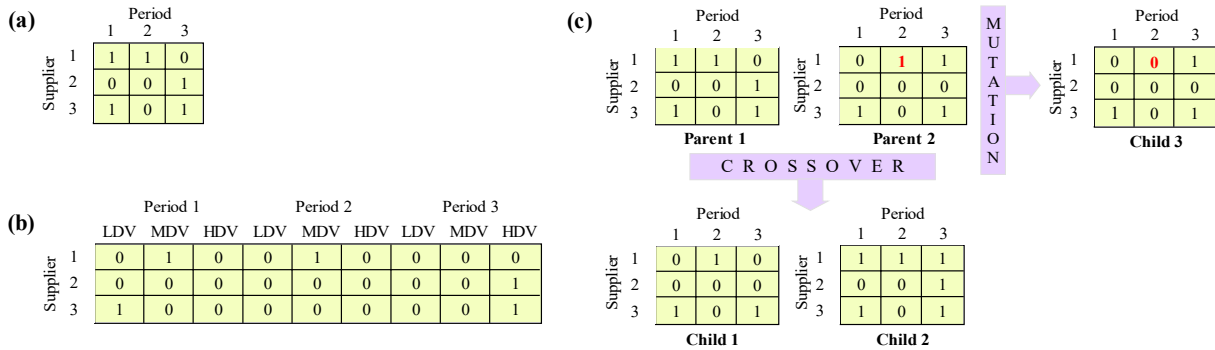 (a)
Period
1 2 3
Supplier
1 1 1 0
2 0 0 1
3 1 0 1
(b)
Period 1 Period 2 Period 3
LDV MDV HDV LDV MDV HDV LDV MDV HDV
Supplier
1 0 1 0 0 1 0 0 0 0
2 0 0 0 0 0 0 0 0 1
3 1 0 0 0 0 0 0 0 1
(c)
Period
1 2 3
Supplier
1 1 1 0
2 0 0 1
3 1 0 1
Parent 1
Period
1 2 3
Supplier
1 0 1 1
2 0 0 0
3 1 0 1
Parent 2
MUTATION
Period
1 2 3
Supplier
1 0 0 1
2 0 0 0
3 1 0 1
Child 3
CROSSOVER
Period
1 2 3
Supplier
1 0 1 0
2 0 0 0
3 1 0 1
Child 1
Period
1 2 3
Supplier
1 1 1 1
2 0 0 1
3 1 0 1
Child 2